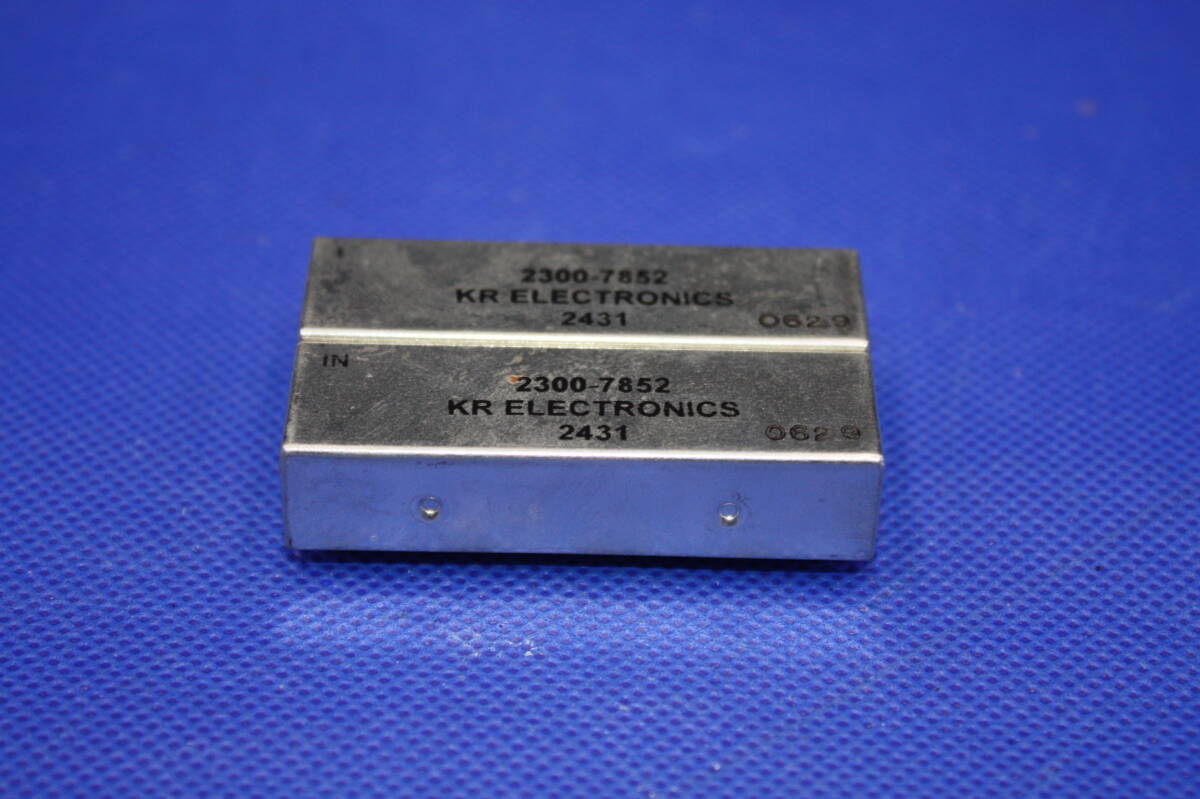 2300-7852
KR ELECTRONICS
2431 0629
IN
2300-7852
KR ELECTRONICS
2431 0629